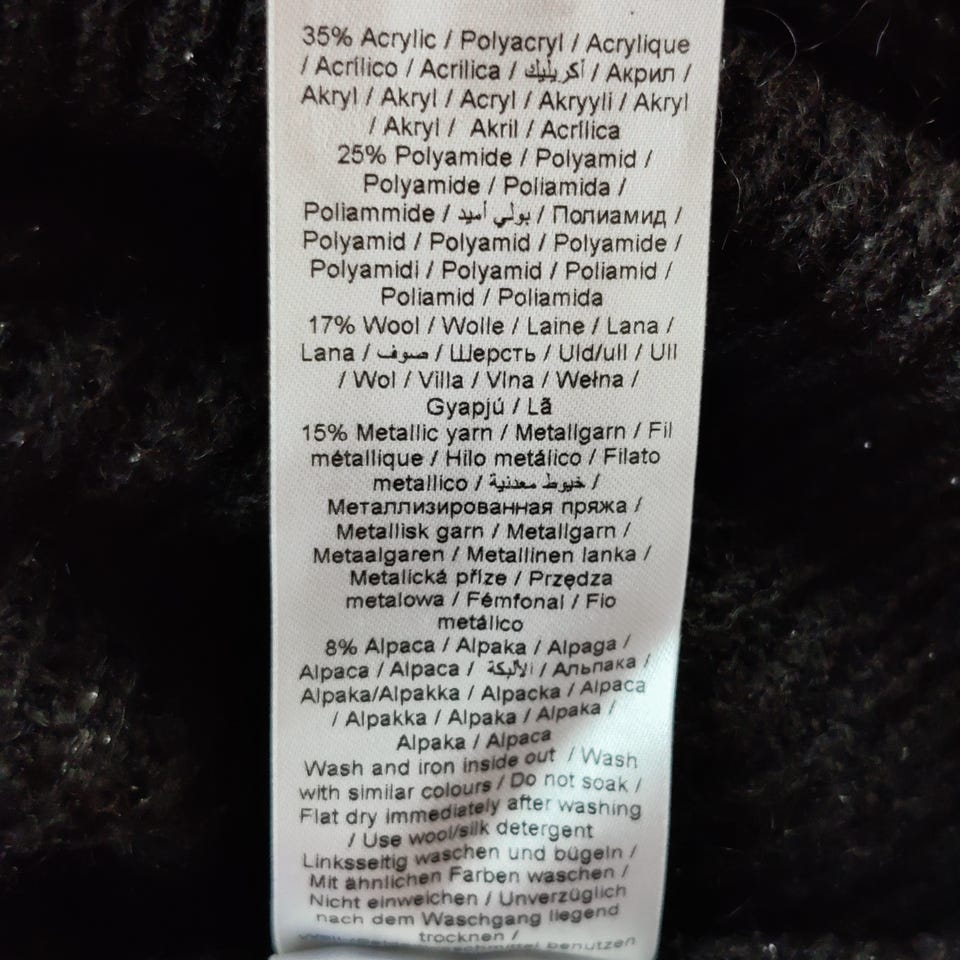 35% Acrylic / Polyacryl / Acrylique
/ Acrílico / Acrilica / أكريليك / Акрил /
Akryl / Akryl / Acryl / Akryyli / Akryl
/ Akryl / Akril / Acrílica
25% Polyamide / Polyamid /
Polyamide / Poliamida /
Poliammide / بولي أميد / Полиамид /
Polyamid / Polyamid / Polyamide /
Polyamidi / Polyamid / Poliamid /
Poliamid / Poliamida
17% Wool / Wolle / Laine / Lana /
Lana / صوف / Шерсть / Uld/ull / Ull
/ Wol / Villa / Vlna / Wełna /
Gyapjú / Lã
15% Metallic yarn / Metallgarn / Fil
métallique / Hilo metálico / Filato
metallico / خيوط معدنية /
Металлизированная пряжа /
Metallisk garn / Metallgarn /
Metaalgaren / Metallinen lanka /
Metalická příze / Przędza
metalowa / Fémfonal / Fio
metálico
8% Alpaca / Alpaka / Alpaga /
Alpaca / Alpaca / الألبكة / Альпака /
Alpaka/Alpakka / Alpacka / Alpaca
/ Alpakka / Alpaka / Alpaka /
Alpaka / Alpaca
Wash and iron inside out / Wash
with similar colours / Do not soak /
Flat dry immediately after washing
/ Use wool/silk detergent
Linksseitig waschen und bügeln /
Mit ähnlichen Farben waschen /
Nicht einweichen / Unverzüglich
nach dem Waschgang liegend
trocknen /
benutzen